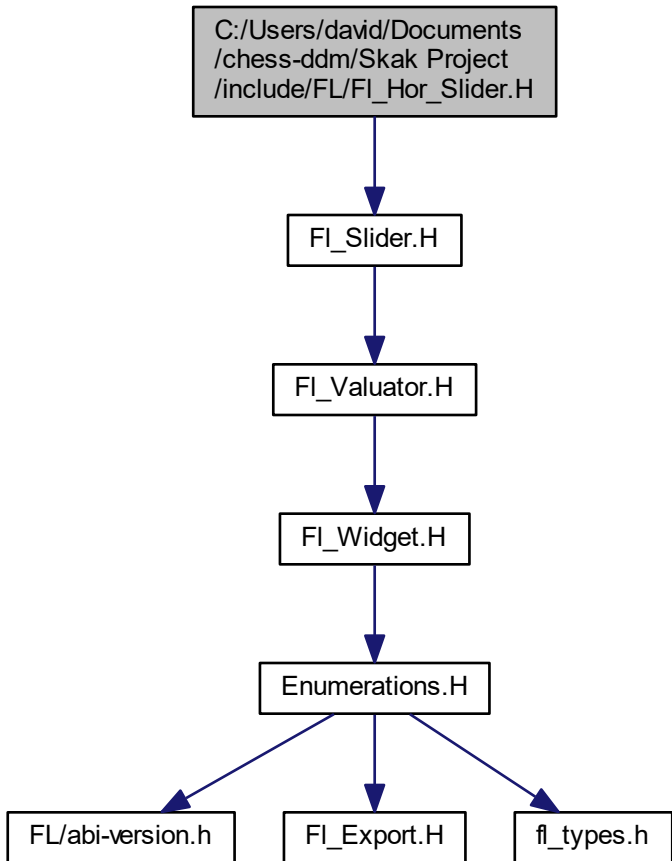 C:/Users/david/Documents
/chess-ddm/Skak Project
/include/FL/Fl_Hor_Slider.H
Fl_Slider.H
Fl_Valuator.H
Fl_Widget.H
Enumerations.H
FL/abi-version.h
Fl_Export.H
fl_types.h